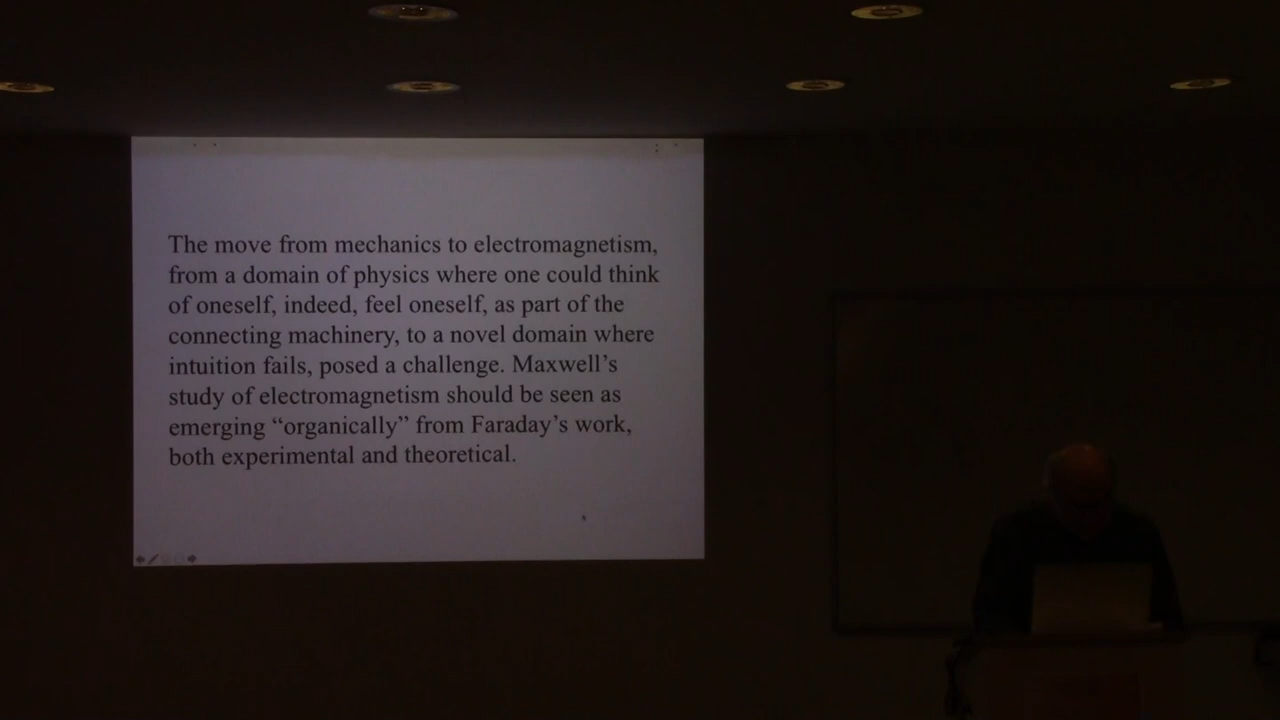 The move from mechanics to electromagnetism,
from a domain of physics where one could think
of oneself, indeed, feel oneself, as part of the
connecting machinery, to a novel domain where
intuition fails, posed a challenge. Maxwell’s
study of electromagnetism should be seen as
emerging “organically” from Faraday’s work,
both experimental and theoretical.